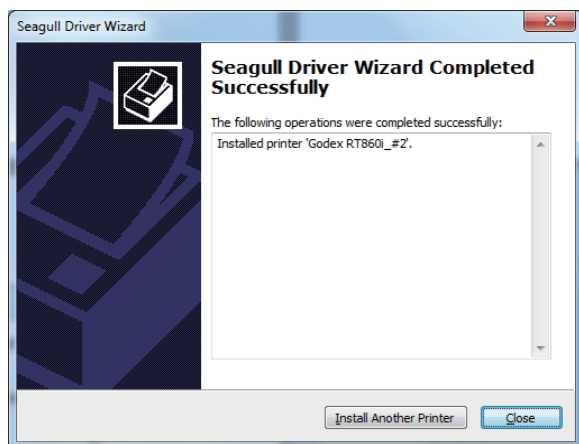 Seagull Driver Wizard
Seagull Driver Wizard Completed
Successfully
The following operations were completed successfully:
Installed printer 'Godex RT860i_#2'.
Install Another Printer
Close